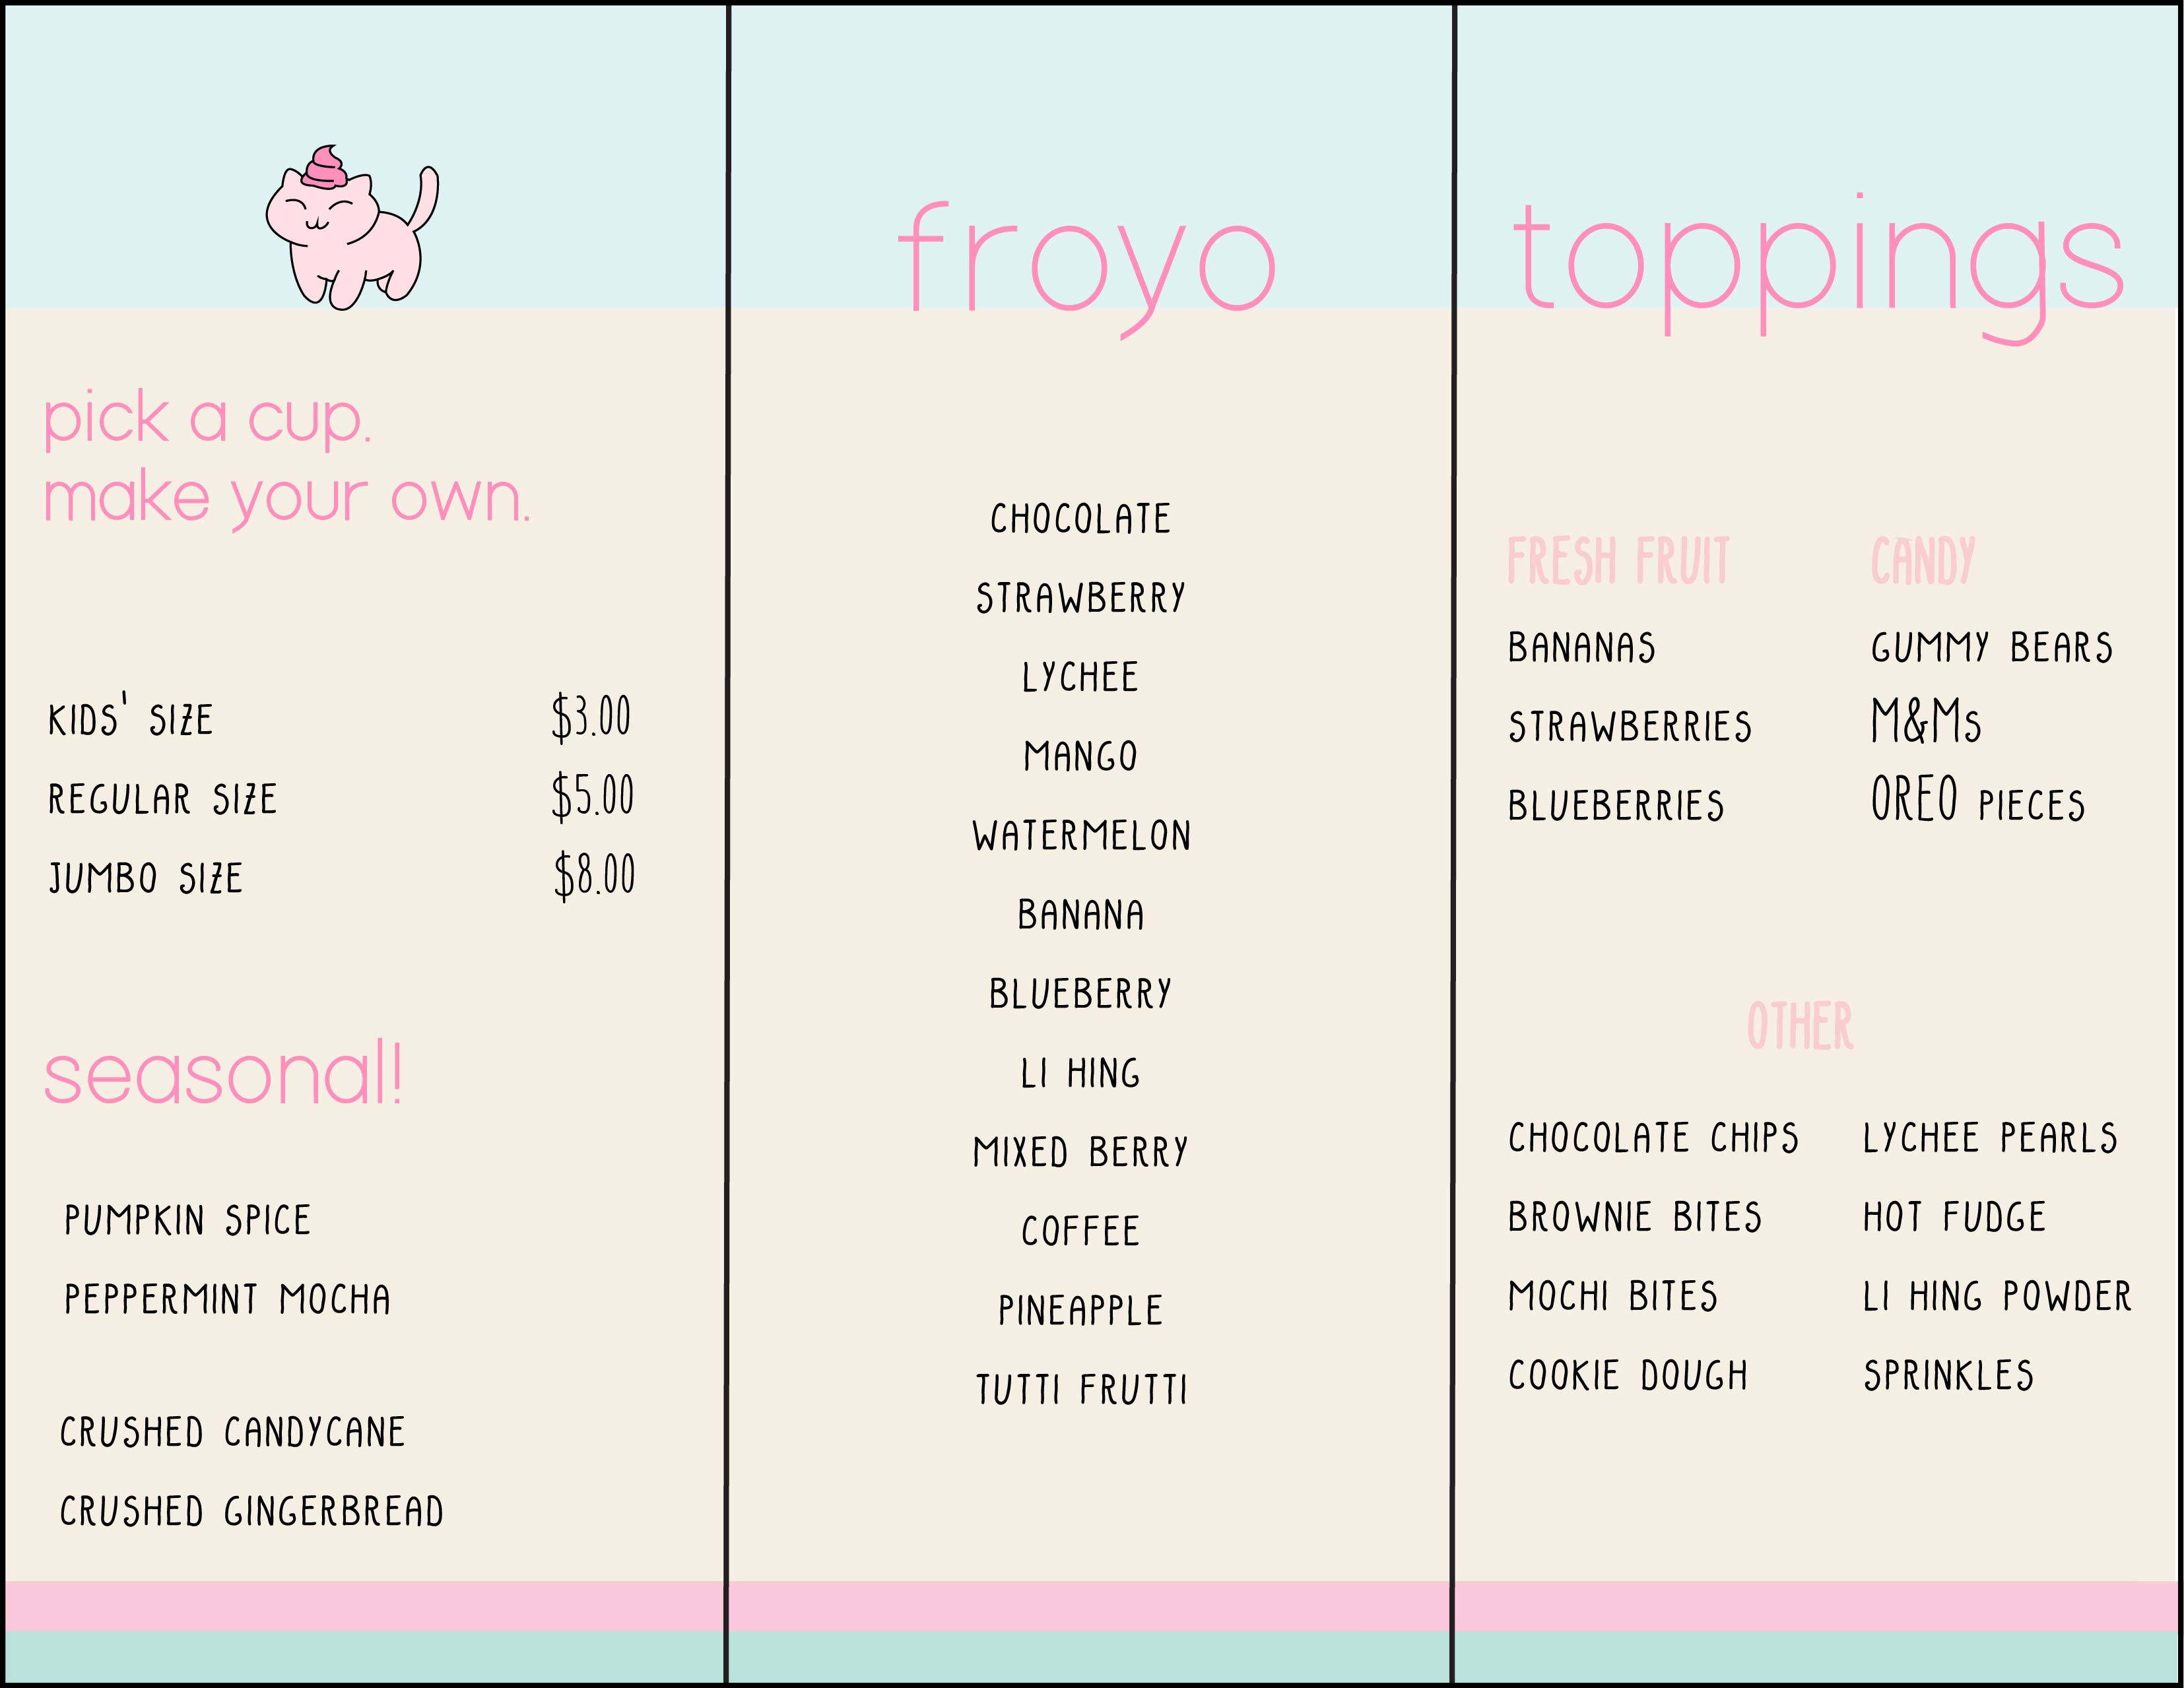 pick a cup.
make your own.
KIDS' SIZE $3.00
REGULAR SIZE $5.00
JUMBO SIZE $8.00
seasonal!
PUMPKIN SPICE
PEPPERMINT MOCHA
CRUSHED CANDYCANE
CRUSHED GINGERBREAD
froyo
CHOCOLATE
STRAWBERRY
LYCHEE
MANGO
WATERMELON
BANANA
BLUEBERRY
LI HING
MIXED BERRY
COFFEE
PINEAPPLE
TUTTI FRUTTI
toppings
FRESH FRUIT
BANANAS
STRAWBERRIES
BLUEBERRIES
CANDY
GUMMY BEARS
M&Ms
OREO PIECES
OTHER
CHOCOLATE CHIPS
BROWNIE BITES
MOCHI BITES
COOKIE DOUGH
LYCHEE PEARLS
HOT FUDGE
LI HING POWDER
SPRINKLES